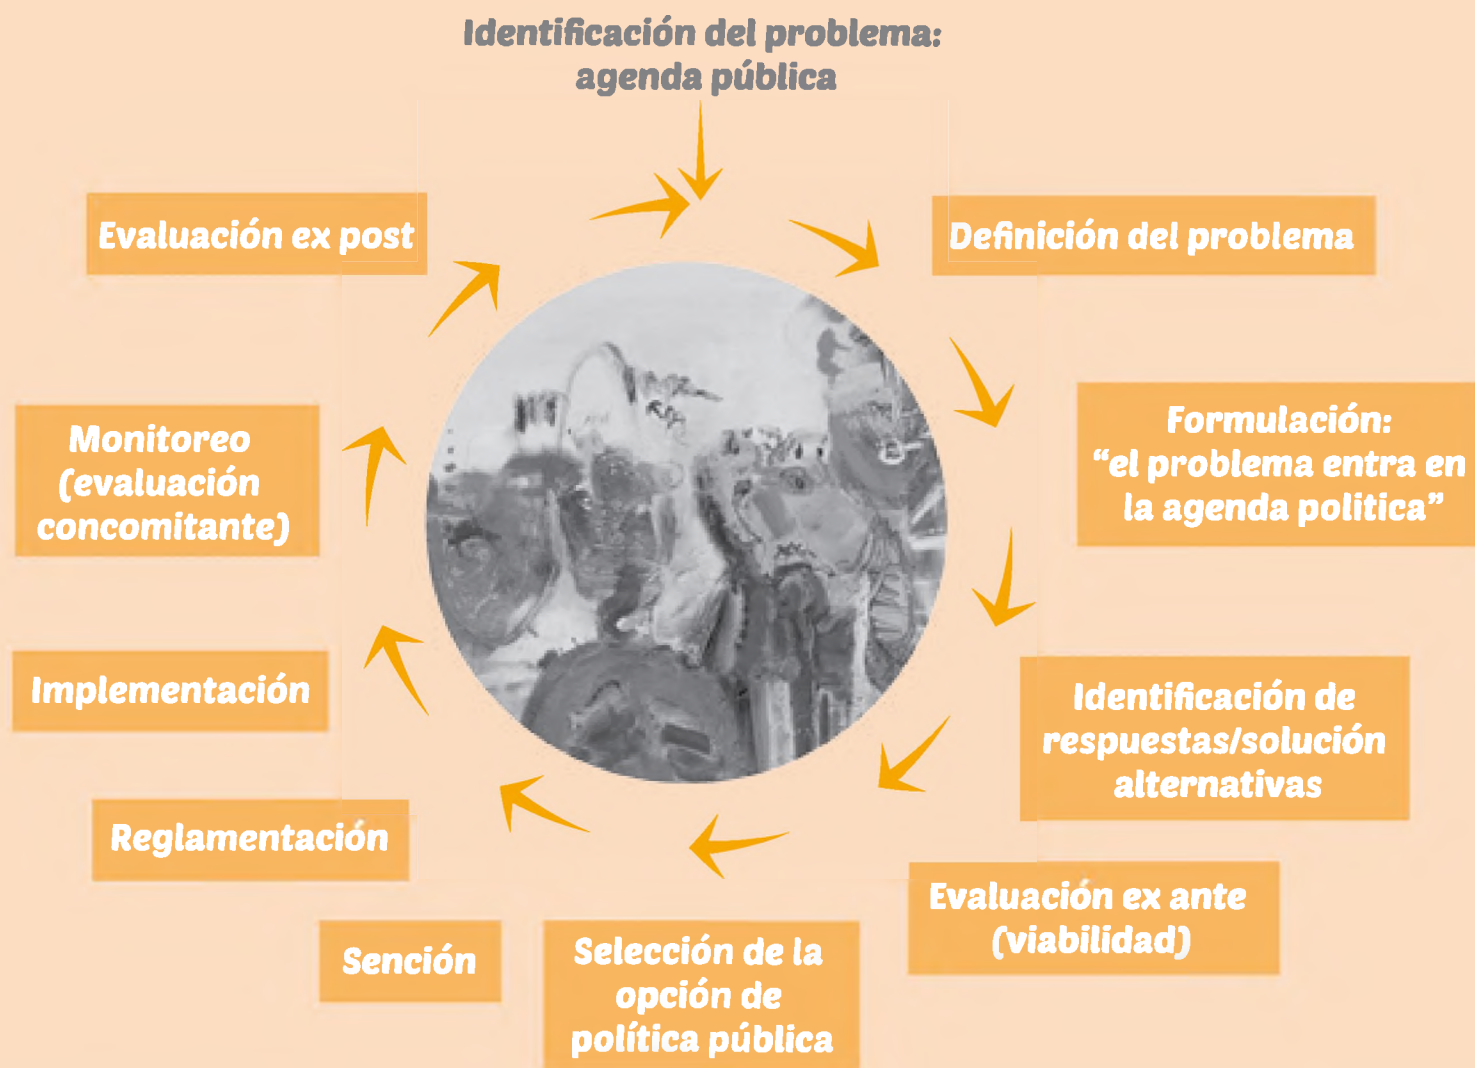 Identificación del problema:
agenda pública
Definición del problema
Formulación:
“el problema entra en
la agenda politica”
Identificación de
respuestas/solución
alternativas
Evaluación ex ante
(viabilidad)
Selección de la
opción de
política pública
Sención
Reglamentación
Implementación
Monitoreo
(evaluación
concomitante)
Evaluación ex post